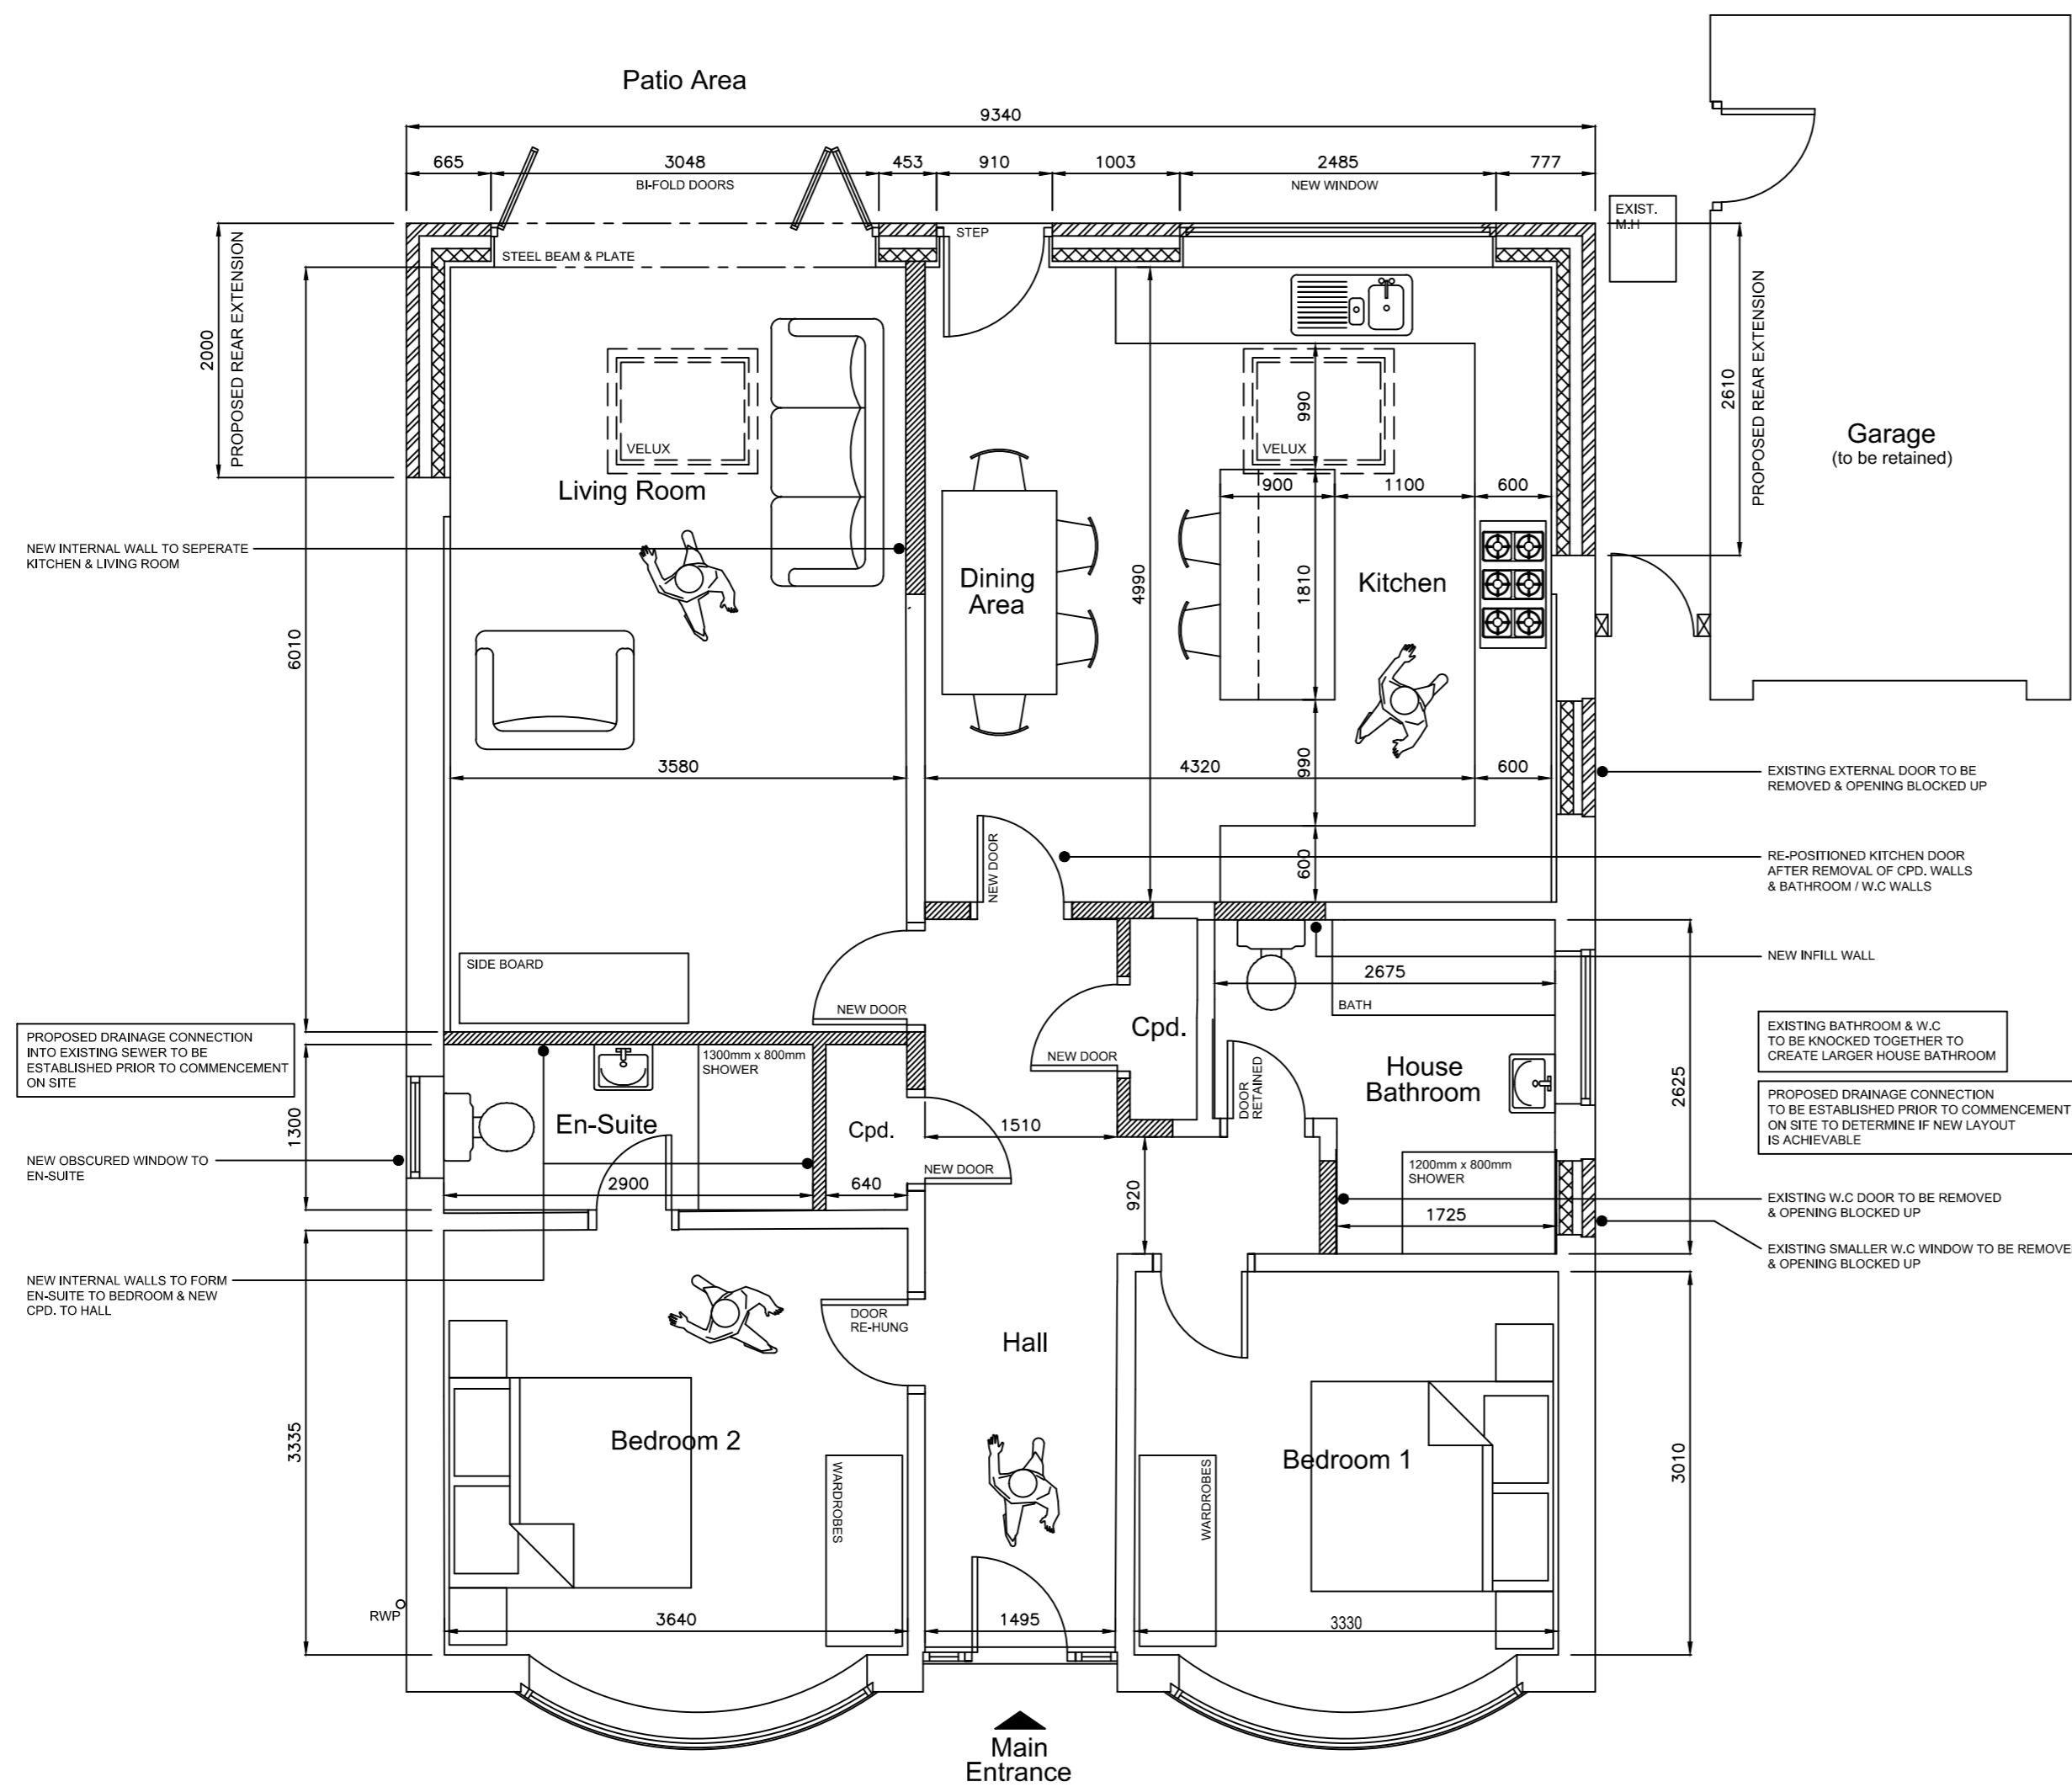 Patio Area
9340
665
3048
453
910
1003
2485
777
BI-FOLD DOORS
NEW WINDOW
EXIST.
M.H
STEP
STEEL BEAM & PLATE
2000
PROPOSED REAR EXTENSION
2610
PROPOSED REAR EXTENSION
Garage
(to be retained)
VELUX
990
VELUX
Living Room
900
1100
600
NEW INTERNAL WALL TO SEPERATE
KITCHEN & LIVING ROOM
Dining
Area
4990
1810
Kitchen
6010
3580
4320
990
600
EXISTING EXTERNAL DOOR TO BE
REMOVED & OPENING BLOCKED UP
NEW DOOR
600
RE-POSITIONED KITCHEN DOOR
AFTER REMOVAL OF CPD. WALLS
& BATHROOM / W.C WALLS
NEW INFILL WALL
SIDE BOARD
2675
BATH
NEW DOOR
Cpd.
PROPOSED DRAINAGE CONNECTION
INTO EXISTING SEWER TO BE
ESTABLISHED PRIOR TO COMMENCEMENT
ON SITE
1300mm x 800mm
SHOWER
NEW DOOR
DOOR
RETAINED
House
Bathroom
2625
EXISTING BATHROOM & W.C
TO BE KNOCKED TOGETHER TO
CREATE LARGER HOUSE BATHROOM
PROPOSED DRAINAGE CONNECTION
TO BE ESTABLISHED PRIOR TO COMMENCEMENT
ON SITE TO DETERMINE IF NEW LAYOUT
IS ACHIEVABLE
1300
En-Suite
Cpd.
1510
NEW OBSCURED WINDOW TO
EN-SUITE
NEW DOOR
2900
640
920
1200mm x 800mm
SHOWER
1725
EXISTING W.C DOOR TO BE REMOVED
& OPENING BLOCKED UP
EXISTING SMALLER W.C WINDOW TO BE REMOVE
& OPENING BLOCKED UP
NEW INTERNAL WALLS TO FORM
EN-SUITE TO BEDROOM & NEW
CPD. TO HALL
DOOR
RE-HUNG
Hall
3335
Bedroom 2
WARDROBES
WARDROBES
Bedroom 1
3010
RWP
3640
1495
3330
Main
Entrance